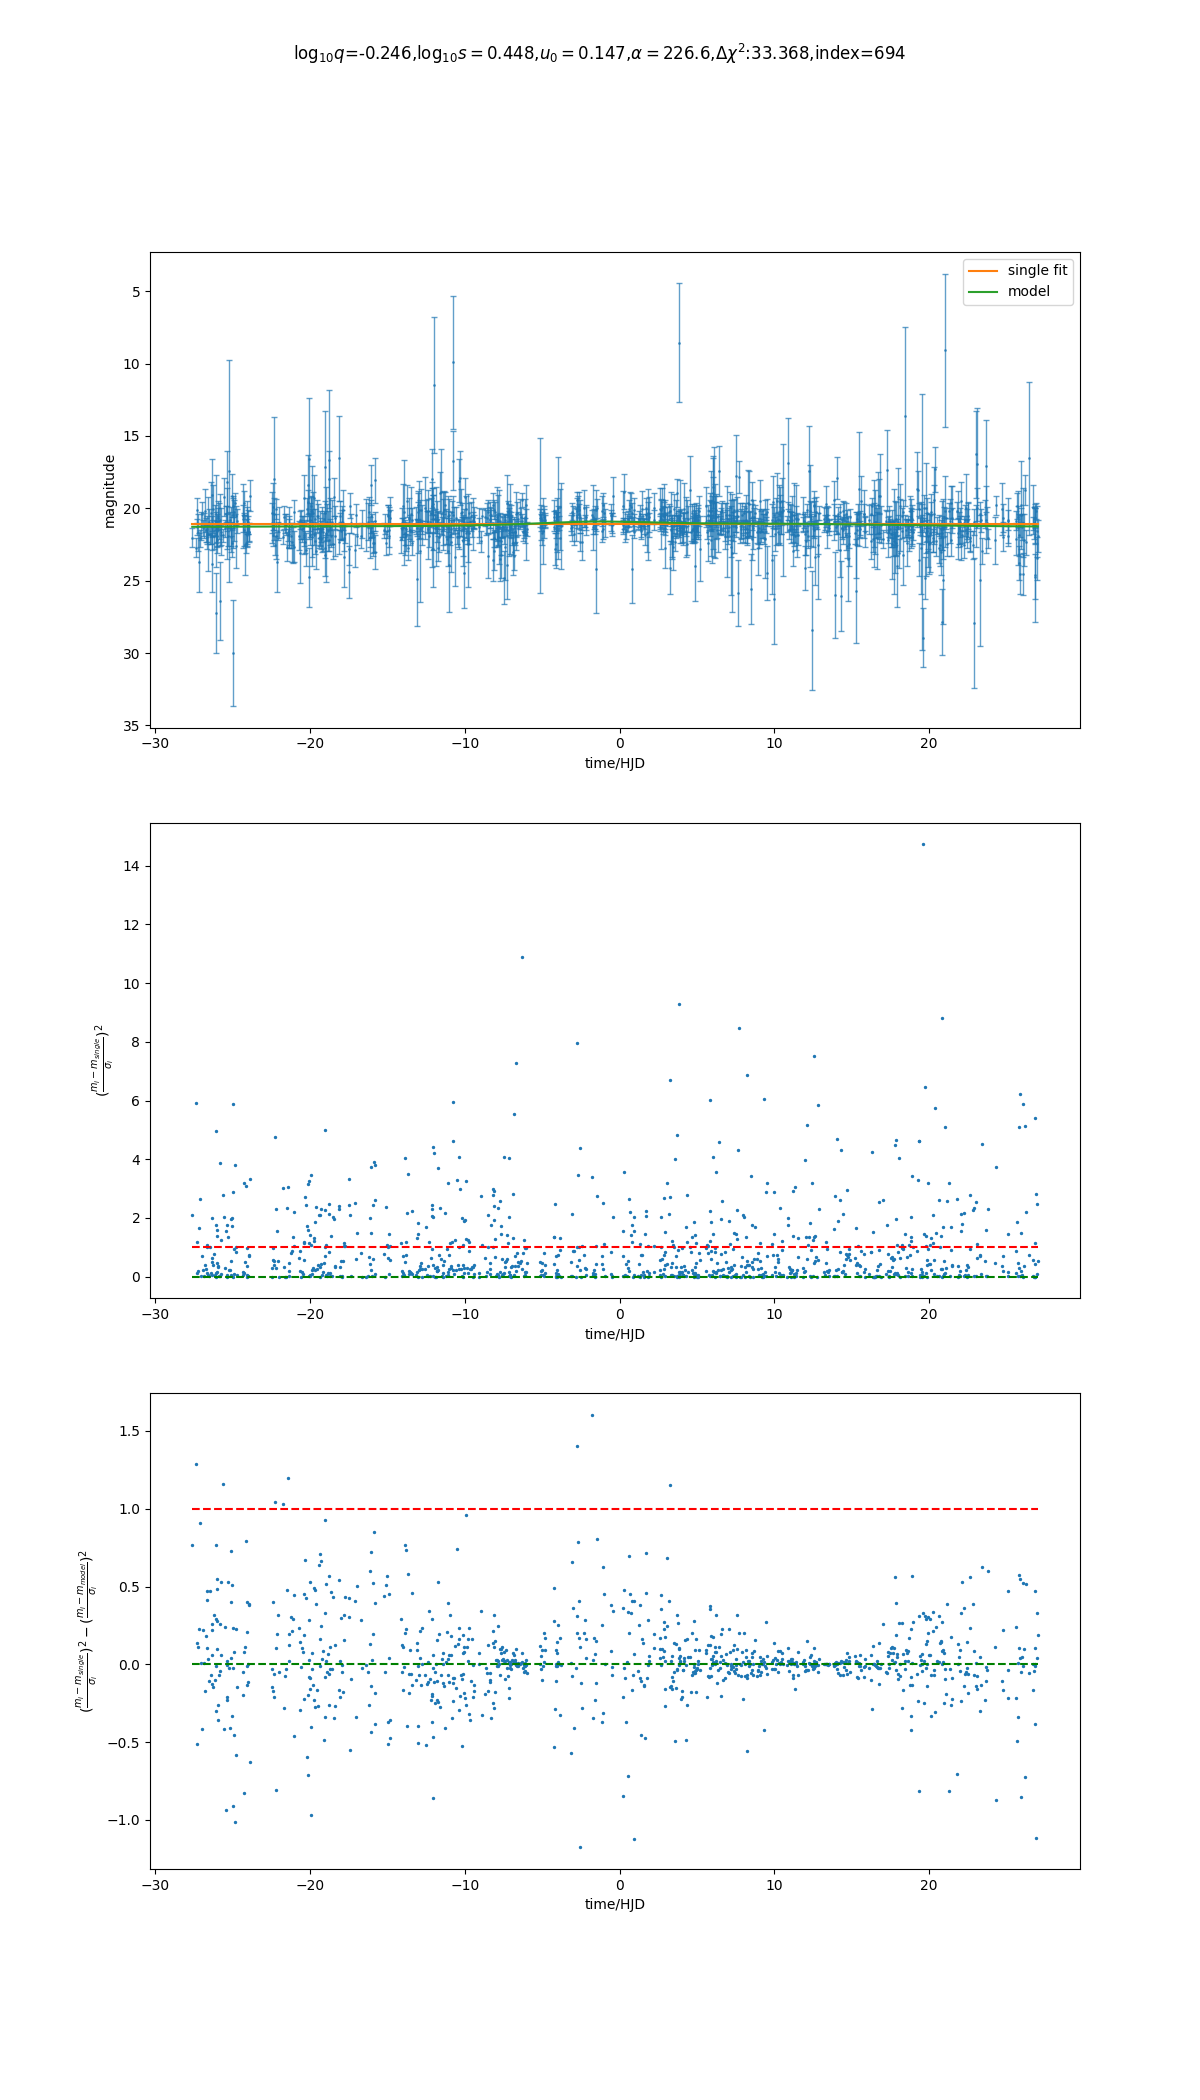 log₁₀q=-0.246,log₁₀s = 0.448,u₀ = 0.147,α = 226.6,Δχ²:33.368,index=694
single fit
model
5
10
15
20
25
30
35
magnitude
−30 −20 −10 0 10 20
time/HJD
14
12
10
8
6
4
2
0
(mᵢ − m_single / σᵢ)²
−30 −20 −10 0 10 20
time/HJD
1.5
1.0
0.5
0.0
−0.5
−1.0
(mᵢ − m_single / σᵢ)² − (mᵢ − m_model / σᵢ)²
−30 −20 −10 0 10 20
time/HJD